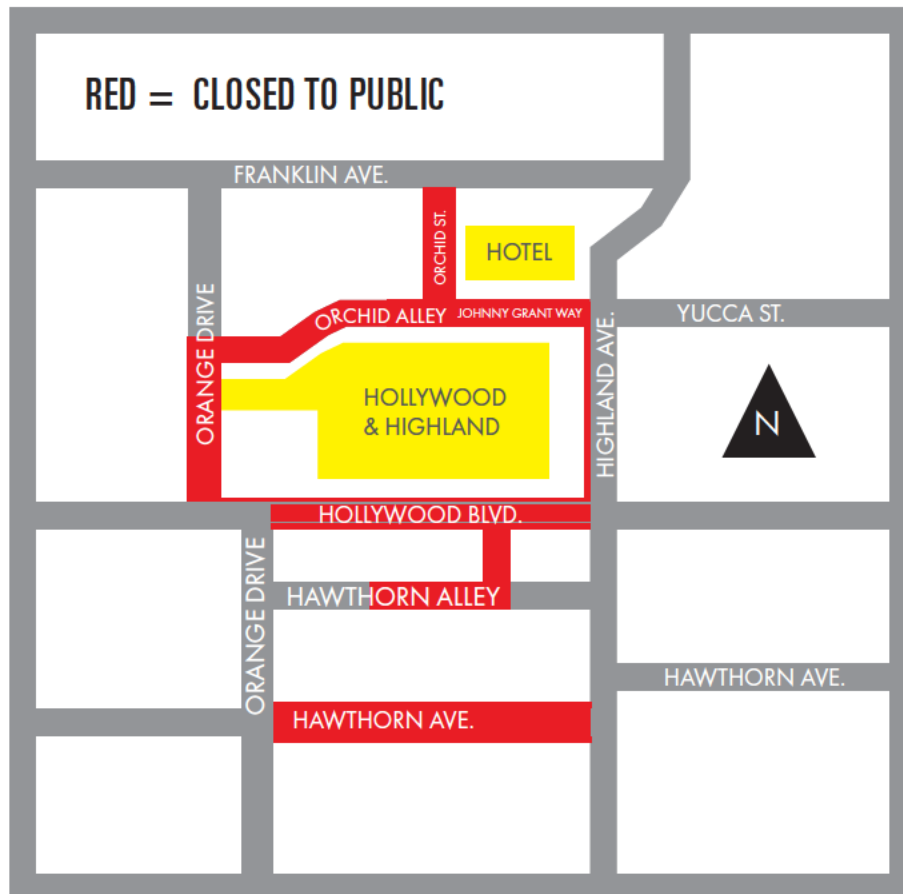 RED = CLOSED TO PUBLIC
FRANKLIN AVE.
ORCHID ST.
HOTEL
ORANGE DRIVE
ORCHID ALLEY
JOHNNY GRANT WAY
HIGHLAND AVE.
YUCCA ST.
HOLLYWOOD
& HIGHLAND
N
HOLLYWOOD BLVD.
ORANGE DRIVE
HAWTHORN ALLEY
HAWTHORN AVE.
HAWTHORN AVE.